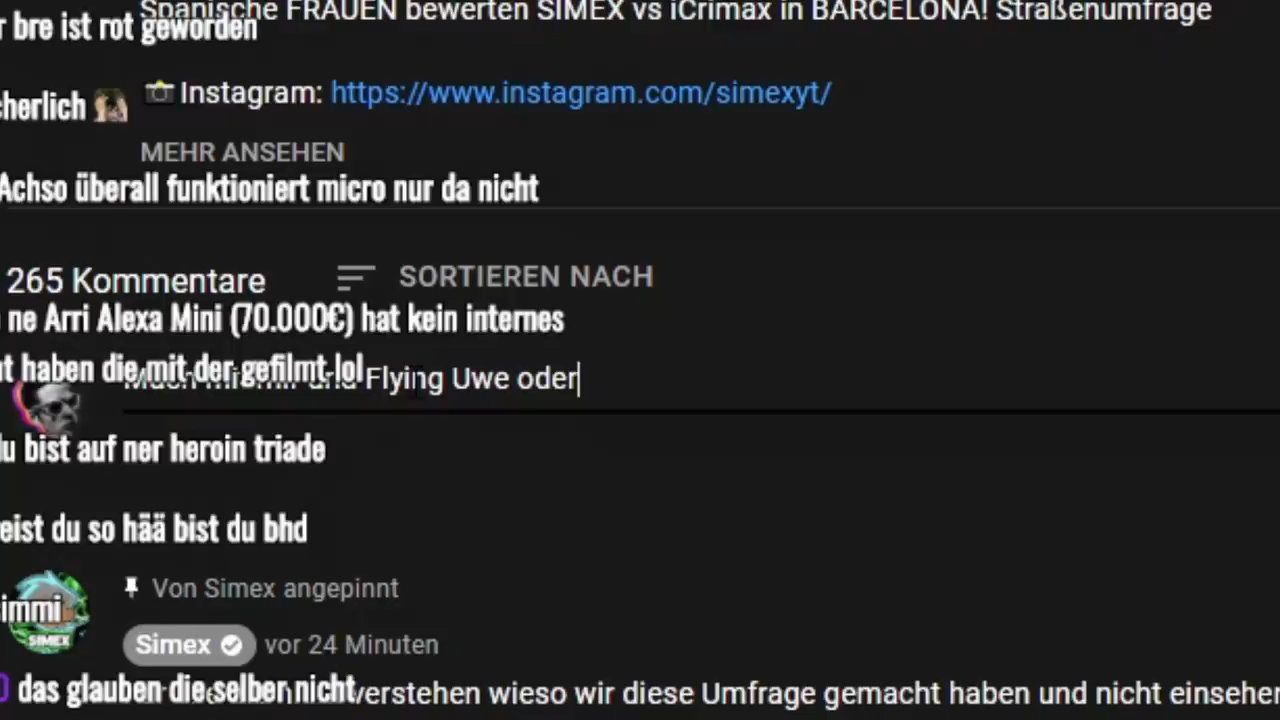 Spanische FRAUEN bewerten SIMEX vs iCrimax in BARCELONA! Straßenumfrage
bre ist rot geworden
Instagram: https://www.instagram.com/simexyt/
cherlich
MEHR ANSEHEN
Achso überall funktioniert micro nur da nicht
265 Kommentare
SORTIEREN NACH
ne Arri Alexa Mini (70.000€) hat kein internes
haben die mit der gefilmt lol
Flying Uwe oder
du bist auf ner heroin triade
eist du so hää bist du bhd
Von Simex angepinnt
immi
SIMEX
Simex
vor 24 Minuten
das glauben die selber nicht
verstehen wieso wir diese Umfrage gemacht haben und nicht einsehen